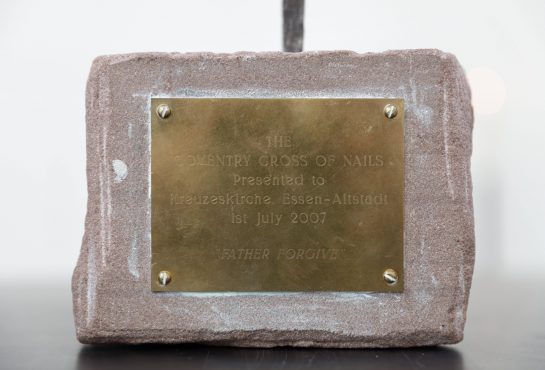 THE
COVENTRY CROSS OF NAILS
Presented to
Kreuzeskirche, Essen-Altstadt
1st July 2007
"FATHER FORGIVE"